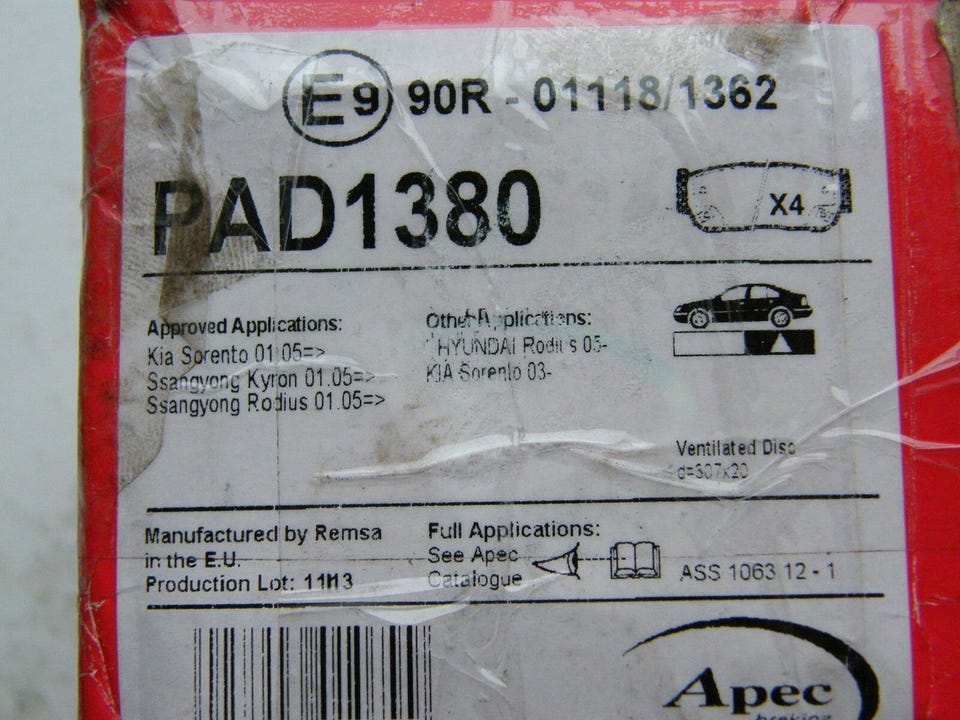 E9 90R - 01118/1362
PAD1380
X4
Approved Applications:
Kia Sorento 01.05=>
Ssangyong Kyron 01.05=>
Ssangyong Rodius 01.05=>
Other Applications:
HYUNDAI Rodius 05-
KIA Sorento 03-
Ventilated Disc
d=307x20
Manufactured by Remsa
in the E.U.
Production Lot: 11H3
Full Applications:
See Apec
Catalogue
ASS 1063 12 - 1
Apec
braking